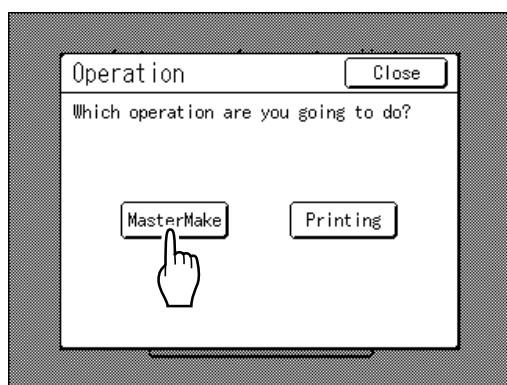 Operation Close
Which operation are you going to do?
MasterMake Printing